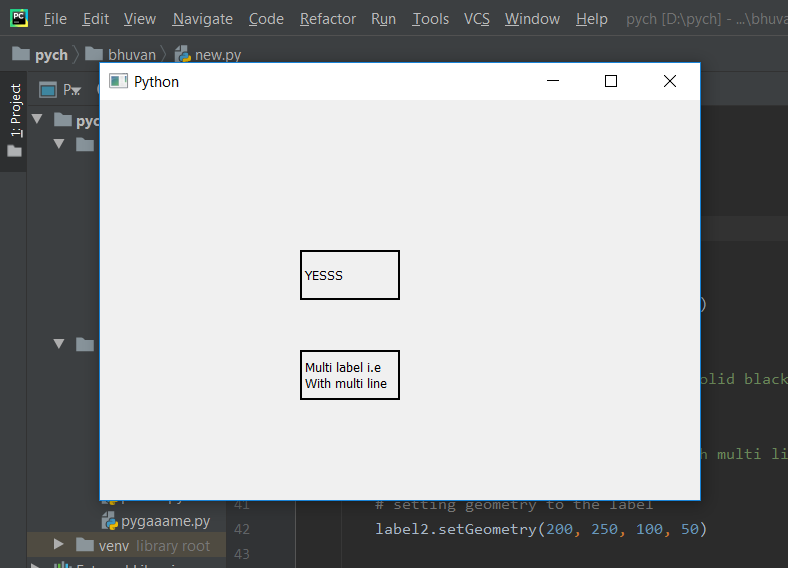 PC File Edit View Navigate Code Refactor Run Tools VCS Window Help pych [D:\pych] - ...\bhuva
pych bhuvan new.py
1: Project
P...
Python
pyc
YESSS
)
Multi label i.e
With multi line
olid black
h multi li
pygaaame.py
venv library root
41 # setting geometry to the label
42 label2.setGeometry(200, 250, 100, 50)
43